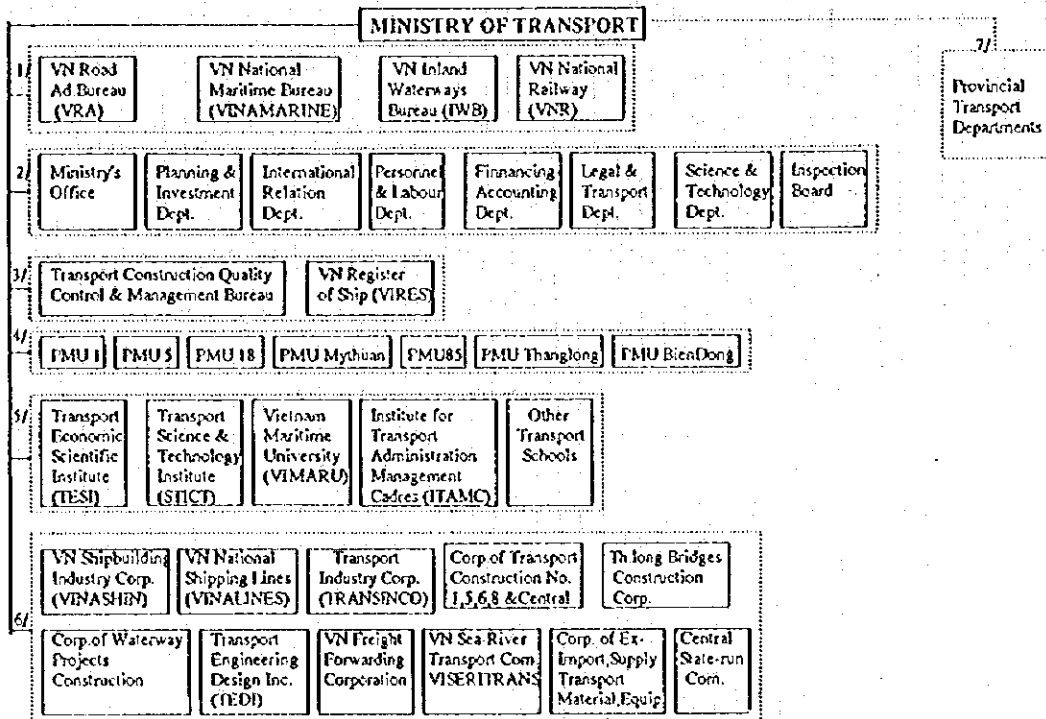 MINISTRY OF TRANSPORT
1/
VN Road
Ad.Bureau
(VRA)
VN National
Maritime Bureau
(VINAMARINE)
VN Inland
Waterways
Bureau (IWB)
VN National
Railway
(VNR)
7/
Provincial
Transport
Departments
2/
Ministry's
Office
Planning &
Investment
Dept.
International
Relation
Dept.
Personnel
& Labour
Dept.
Finnancing
Accounting
Dept.
Legal &
Transport
Dept.
Science &
Technology
Dept.
Inspection
Board
3/
Transport Construction Quality
Control & Management Bureau
VN Register
of Ship (VIRES)
4/
PMU 1
PMU 5
PMU 18
PMU Mythuan
PMU85
PMU Thanglong
PMU BienDong
5/
Transport
Economic
Scientific
Institute
(TESI)
Transport
Science &
Technology
Institute
(STICT)
Vietnam
Maritime
University
(VIMARU)
Institute for
Transport
Administration
Management
Cadres (ITAMC)
Other
Transport
Schools
6/
VN Shipbuilding
Industry Corp.
(VINASHIN)
VN National
Shipping Lines
(VINALINES)
Transport
Industry Corp.
(TRANSINCO)
Corp.of Transport
Construction No.
1,5,6,8 &Central
Th.long Bridges
Construction
Corp.
Corp.of Waterway
Projects
Construction
Transport
Engineering
Design Inc.
(TEDI)
VN Freight
Forwarding
Corporation
VN Sea-River
Transport Com.
Corp. of Ex-
Import,Supply
Transport
Material,Equip
Central
State-run
Com.